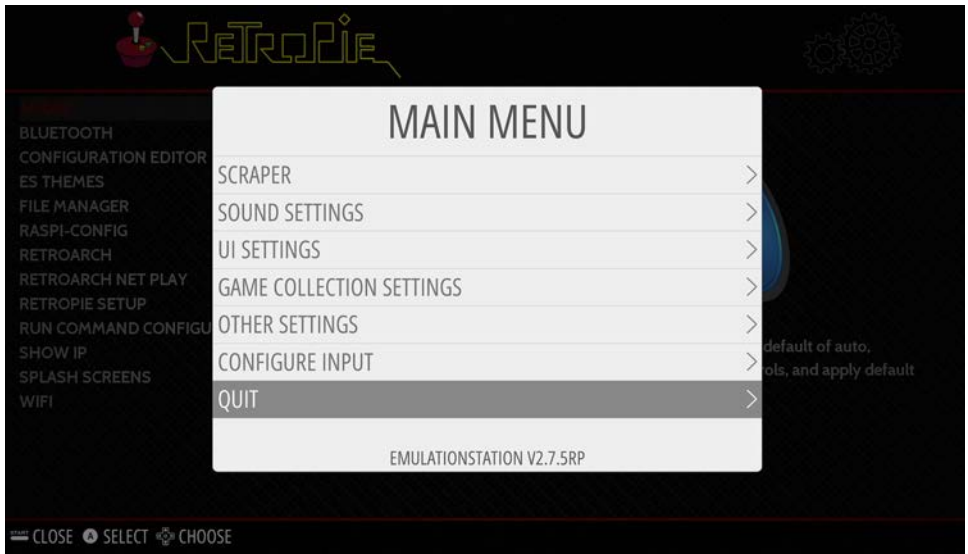 RETROPIE
MAIN MENU
BLUETOOTH
CONFIGURATION EDITOR
ES THEMES
FILE MANAGER
RASPI-CONFIG
RETROARCH
RETROARCH NET PLAY
RETROPIE SETUP
RUN COMMAND CONFIGU
SHOW IP
SPLASH SCREENS
WIFI
SCRAPER
SOUND SETTINGS
UI SETTINGS
GAME COLLECTION SETTINGS
OTHER SETTINGS
CONFIGURE INPUT
QUIT
EMULATIONSTATION V2.7.5RP
default of auto,
ols, and apply default
START CLOSE A SELECT CHOOSE